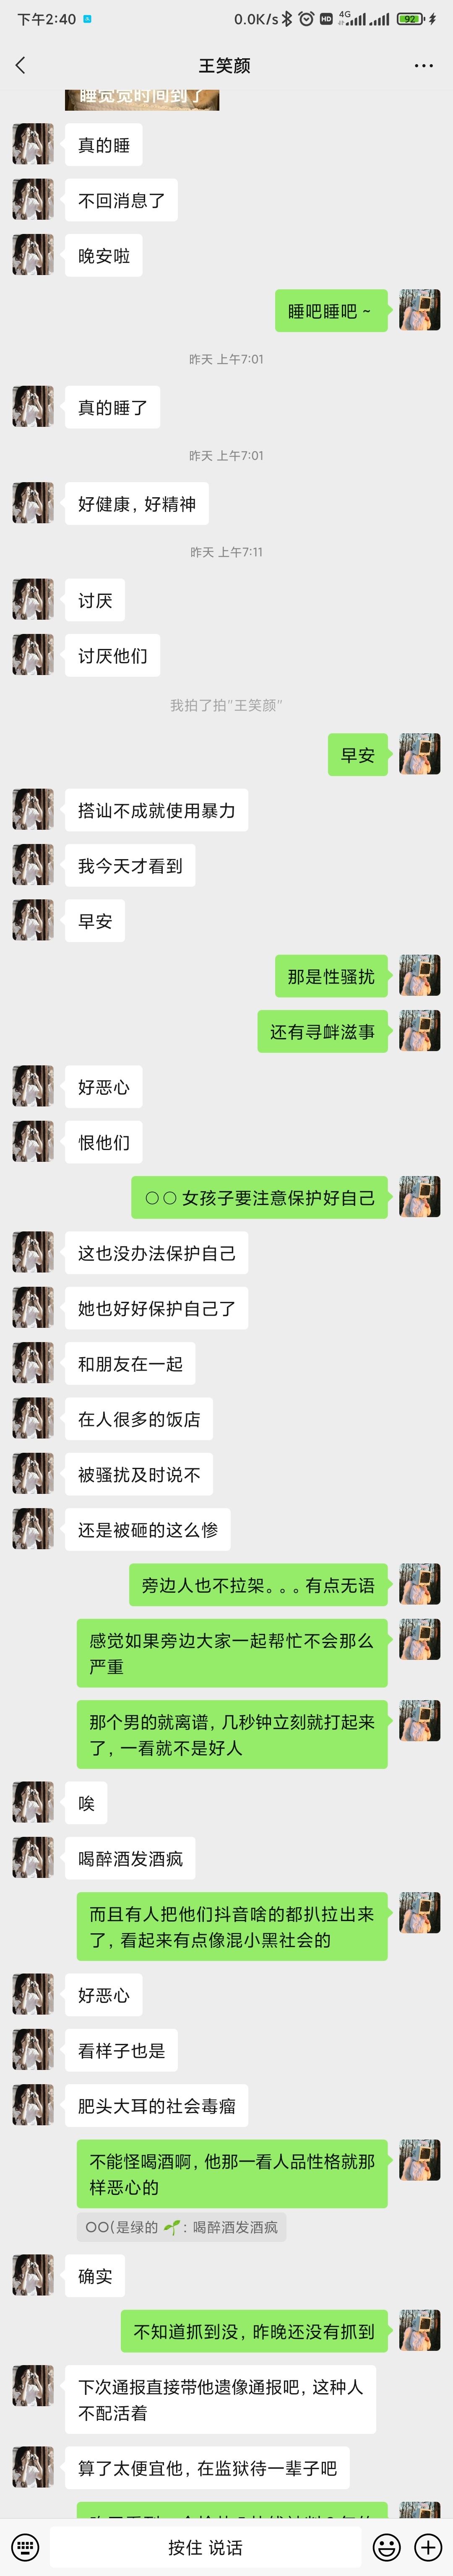 下午2:40
0.0K/s
HD
4G
92
王笑颜
睡觉觉时间到了
真的睡
不回消息了
晚安啦
睡吧睡吧～
昨天 上午7:01
真的睡了
昨天 上午7:01
好健康，好精神
昨天 上午7:11
讨厌
讨厌他们
我拍了拍"王笑颜"
早安
搭讪不成就使用暴力
我今天才看到
早安
那是性骚扰
还有寻衅滋事
好恶心
恨他们
〇〇 女孩子要注意保护好自己
这也没办法保护自己
她也好好保护自己了
和朋友在一起
在人很多的饭店
被骚扰及时说不
还是被砸的这么惨
旁边人也不拉架。。。有点无语
感觉如果旁边大家一起帮忙不会那么
严重
那个男的就离谱，几秒钟立刻就打起来
了，一看就不是好人
唉
喝醉酒发酒疯
而且有人把他们抖音啥的都扒拉出来
了，看起来有点像混小黑社会的
好恶心
看样子也是
肥头大耳的社会毒瘤
不能怪喝酒啊，他那一看人品性格就那
样恶心的
〇〇(是绿的 🌱: 喝醉酒发酒疯
确实
不知道抓到没，昨晚还没有抓到
下次通报直接带他遗像通报吧，这种人
不配活着
算了太便宜他，在监狱待一辈子吧
按住 说话